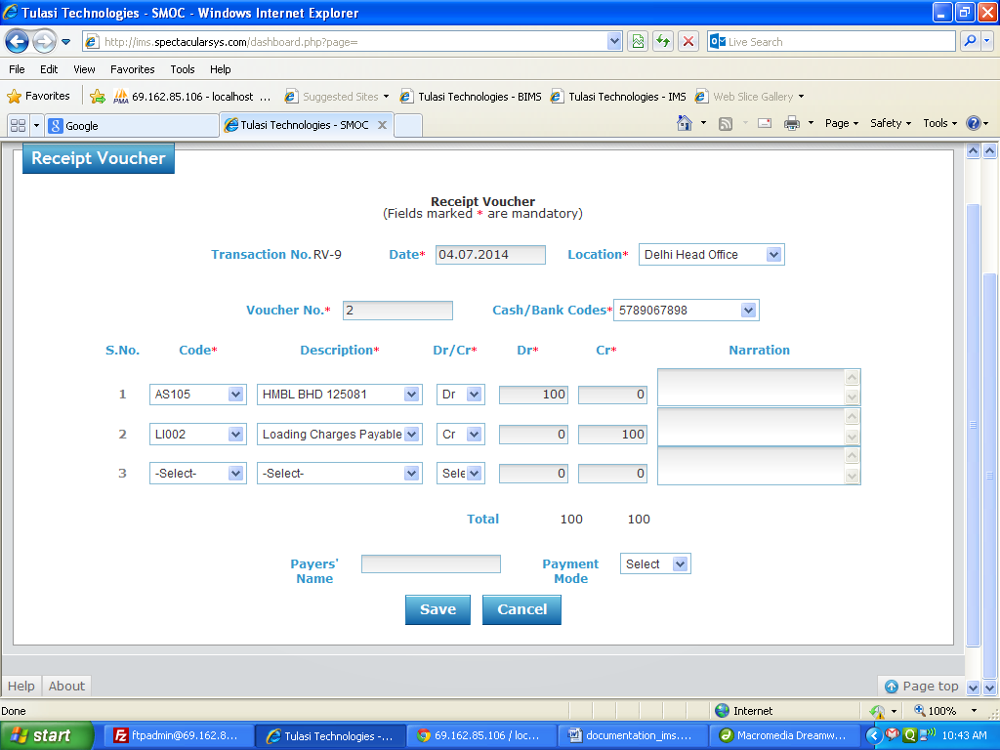 Tulasi Technologies - SMOC - Windows Internet Explorer
http://ims.spectacularsys.com/dashboard.php?page=
Live Search
File Edit View Favorites Tools Help
Favorites
PMA 69.162.85.106 - localhost ... Suggested Sites Tulasi Technologies - BIMS Tulasi Technologies - IMS Web Slice Gallery
Google Tulasi Technologies - SMOC X Page Safety Tools
Receipt Voucher
Receipt Voucher
(Fields marked * are mandatory)
Transaction No. RV-9 Date* 04.07.2014 Location* Delhi Head Office
Voucher No.* 2 Cash/Bank Codes* 5789067898
S.No. Code* Description* Dr/Cr* Dr* Cr* Narration
1 AS105 HMBL BHD 125081 Dr 100 0
2 LI002 Loading Charges Payable Cr 0 100
3 -Select- -Select- Sele 0 0
Total 100 100
Payers' Name Payment Mode Select
Save Cancel
Help About Page top
Done Internet 100%
start ftpadmin@69.162.8... Tulasi Technologies -... 69.162.85.106 / loc... documentation_ims.... Macromedia Dreamw... 10:43 AM